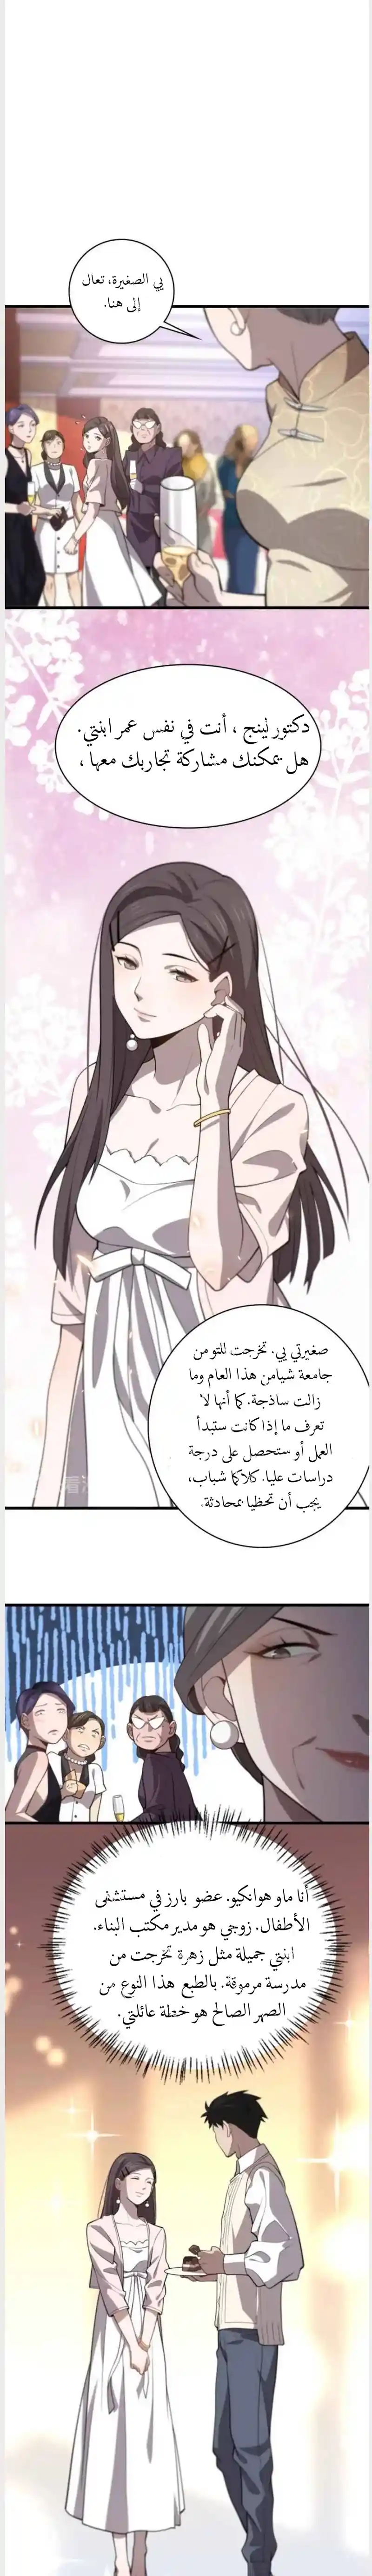 يي الصغيرة، تعال
إلى هنا.
دكتور لينج ، أنت في نفس عمر ابنتي.
هل يمكنك مشاركة تجاربك معها ،
صغيرتي يي. تخرجت للتو من
جامعة شيامن هذا العام وما
زالت ساذجة. كما أنها لا
تعرف ما إذا كانت ستبدأ
العمل أو ستحصل على درجة
دراسات عليا. كلاكما شباب،
يجب أن تحظيا بمحادثة.
أنا ماو هوانكيو. عضو بارز في مستشفى
الأطفال. زوجي هو مدير مكتب البناء.
ابنتي جميلة مثل زهرة تخرجت من
مدرسة مرموقة. بالطبع هذا النوع من
الصهر الصالح هو خطة عائلتي.